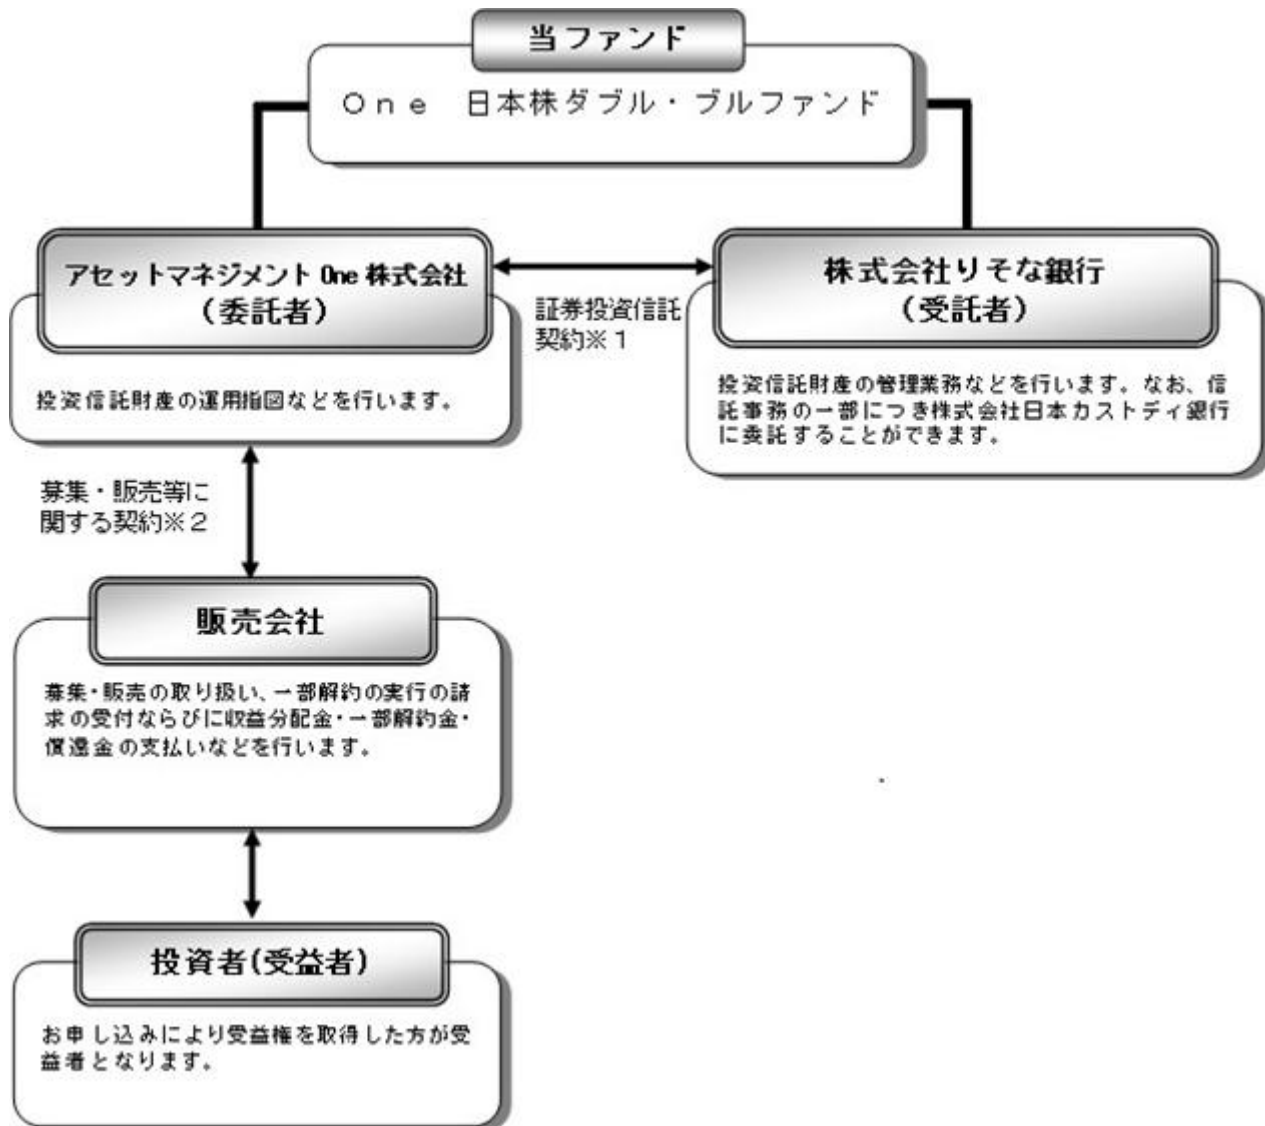 当ファンド
One　日本株ダブル・ブルファンド
アセットマネジメント One 株式会社
（委託者）
投資信託財産の運用指図などを行います。
証券投資信託
契約※１
株式会社りそな銀行
（受託者）
投資信託財産の管理業務などを行います。なお、信
託事務の一部につき株式会社日本カストディ銀行
に委託することができます。
募集・販売等に
関する契約※２
販売会社
募集・販売の取り扱い、一部解約の実行の請
求の受付ならびに収益分配金・一部解約金・
償還金の支払いなどを行います。
投資者(受益者)
お申し込みにより受益権を取得した方が受
益者となります。